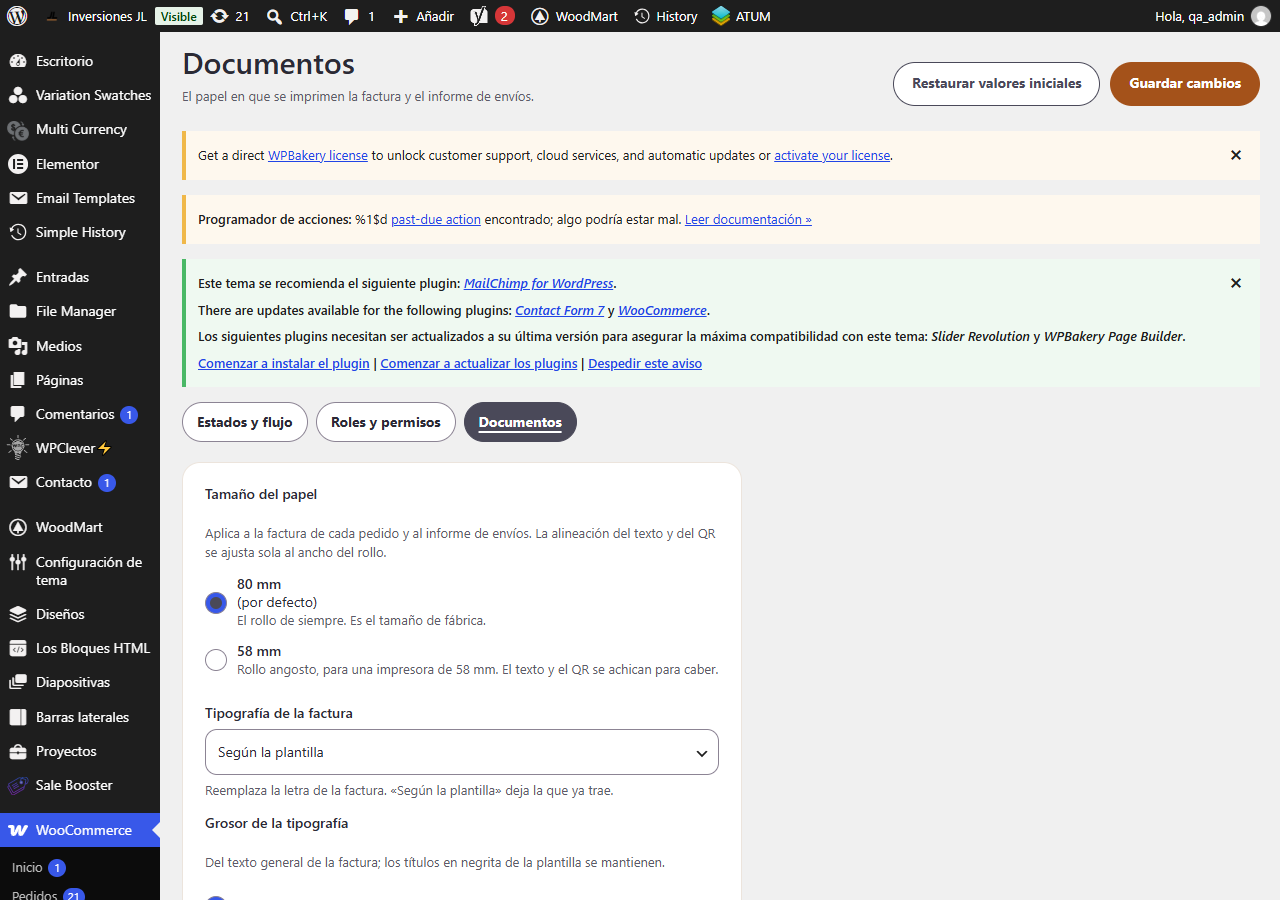 Inversiones JL
Visible
21
Ctrl+K
1
Añadir
2
WoodMart
History
ATUM
Hola, qa_admin
Escritorio
Variation Swatches
Multi Currency
Elementor
Email Templates
Simple History
Entradas
File Manager
Medios
Páginas
Comentarios 1
WPClever
Contacto 1
WoodMart
Configuración de
tema
Diseños
Los Bloques HTML
Diapositivas
Barras laterales
Proyectos
Sale Booster
WooCommerce
Inicio 1
Pedidos 21
Documentos
El papel en que se imprimen la factura y el informe de envíos.
Restaurar valores iniciales
Guardar cambios
Get a direct WPBakery license to unlock customer support, cloud services, and automatic updates or activate your license.
Programador de acciones: %1$d past-due action encontrado; algo podría estar mal. Leer documentación »
Este tema se recomienda el siguiente plugin: MailChimp for WordPress.
There are updates available for the following plugins: Contact Form 7 y WooCommerce.
Los siguientes plugins necesitan ser actualizados a su última versión para asegurar la máxima compatibilidad con este tema: Slider Revolution y WPBakery Page Builder.
Comenzar a instalar el plugin | Comenzar a actualizar los plugins | Despedir este aviso
Estados y flujo
Roles y permisos
Documentos
Tamaño del papel
Aplica a la factura de cada pedido y al informe de envíos. La alineación del texto y del QR
se ajusta sola al ancho del rollo.
80 mm
(por defecto)
El rollo de siempre. Es el tamaño de fábrica.
58 mm
Rollo angosto, para una impresora de 58 mm. El texto y el QR se achican para caber.
Tipografía de la factura
Según la plantilla
Reemplaza la letra de la factura. «Según la plantilla» deja la que ya trae.
Grosor de la tipografía
Del texto general de la factura; los títulos en negrita de la plantilla se mantienen.